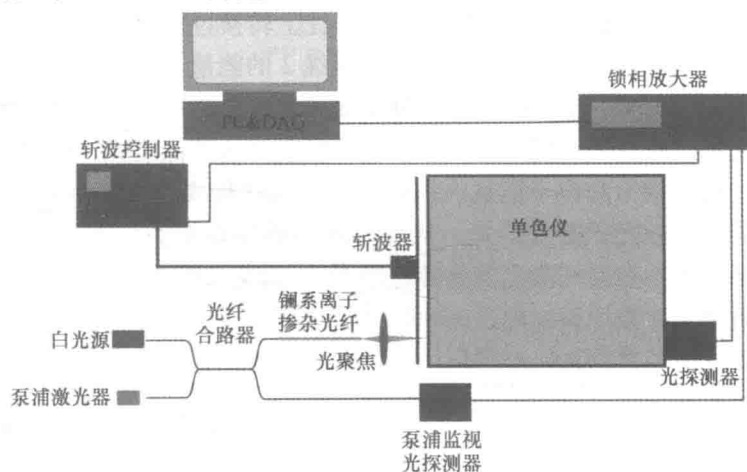 锁相放大器
PC&DAQ
斩波控制器
单色仪
斩波器
光纤
合路器
镧系离子
掺杂光纤
白光源
光聚焦
光探测器
泵浦激光器
泵浦监视
光探测器